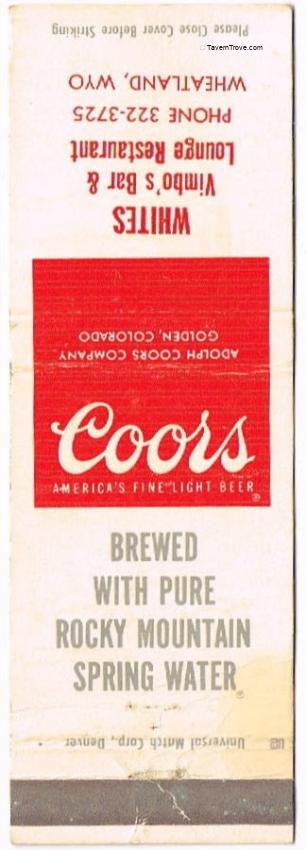 Please Close Cover Before Striking
© TavernTrove.com
WHITES
Vimbo's Bar &
Lounge Restaurant
PHONE 322-3725
WHEATLAND, WYO
ADOLPH COORS COMPANY
GOLDEN, COLORADO
Coors
AMERICA'S FINE LIGHT BEER
®
BREWED
WITH PURE
ROCKY MOUNTAIN
SPRING WATER®
Universal Match Corp., Denver